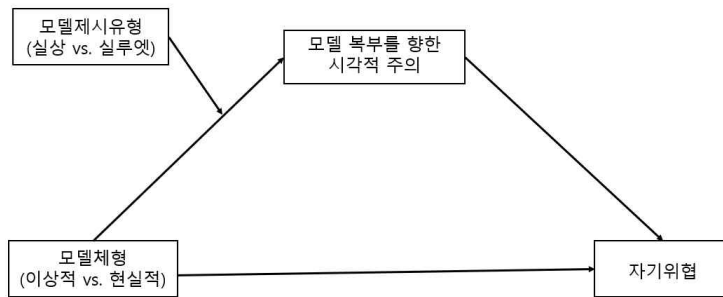 모델제시유형
(실상 vs. 실루엣)
모델 복부를 향한
시각적 주의
모델체형
(이상적 vs. 현실적)
자기위협